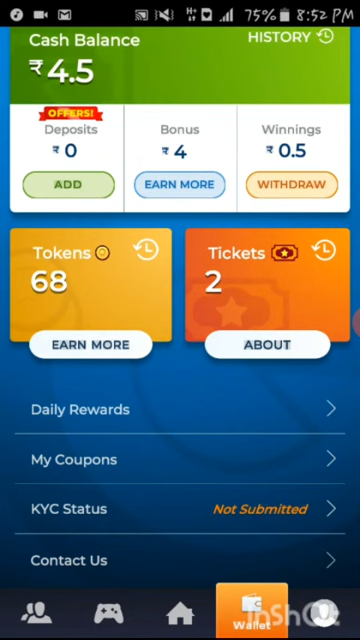 75% 8:52 PM
Cash Balance HISTORY
₹4.5
OFFERS!
Deposits Bonus Winnings
₹ 0 ₹ 4 ₹ 0.5
ADD EARN MORE WITHDRAW
Tokens Tickets
68 2
EARN MORE ABOUT
Daily Rewards
My Coupons
KYC Status Not Submitted
Contact Us
Wallet
InShOt